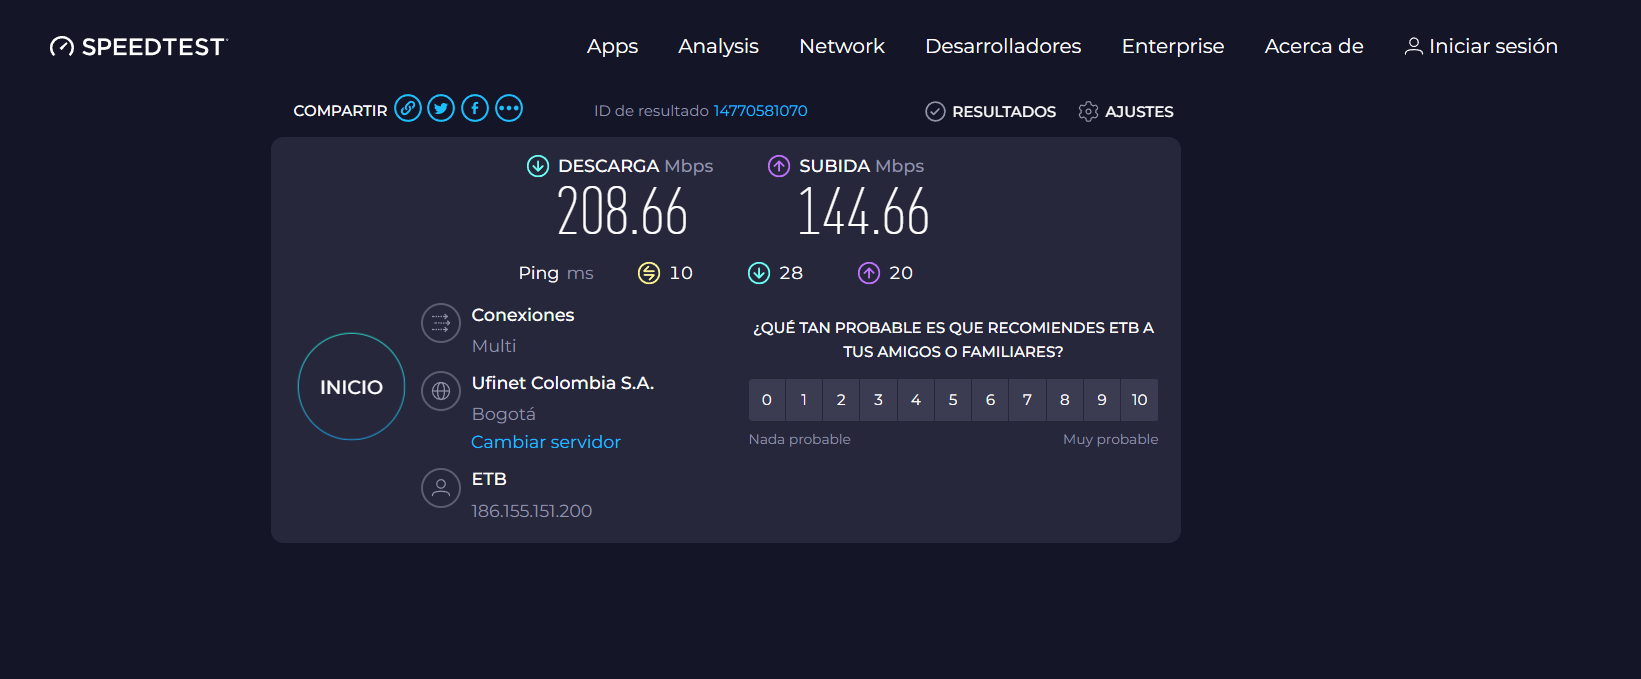 SPEEDTEST Apps Analysis Network Desarrolladores Enterprise Acerca de Iniciar sesión
COMPARTIR ID de resultado 14770581070 RESULTADOS AJUSTES
DESCARGA Mbps SUBIDA Mbps
208.66 144.66
Ping ms 10 28 20
INICIO
Conexiones
Multi
Ufinet Colombia S.A.
Bogotá
Cambiar servidor
ETB
186.155.151.200
¿QUÉ TAN PROBABLE ES QUE RECOMIENDES ETB A
TUS AMIGOS O FAMILIARES?
0 1 2 3 4 5 6 7 8 9 10
Nada probable Muy probable